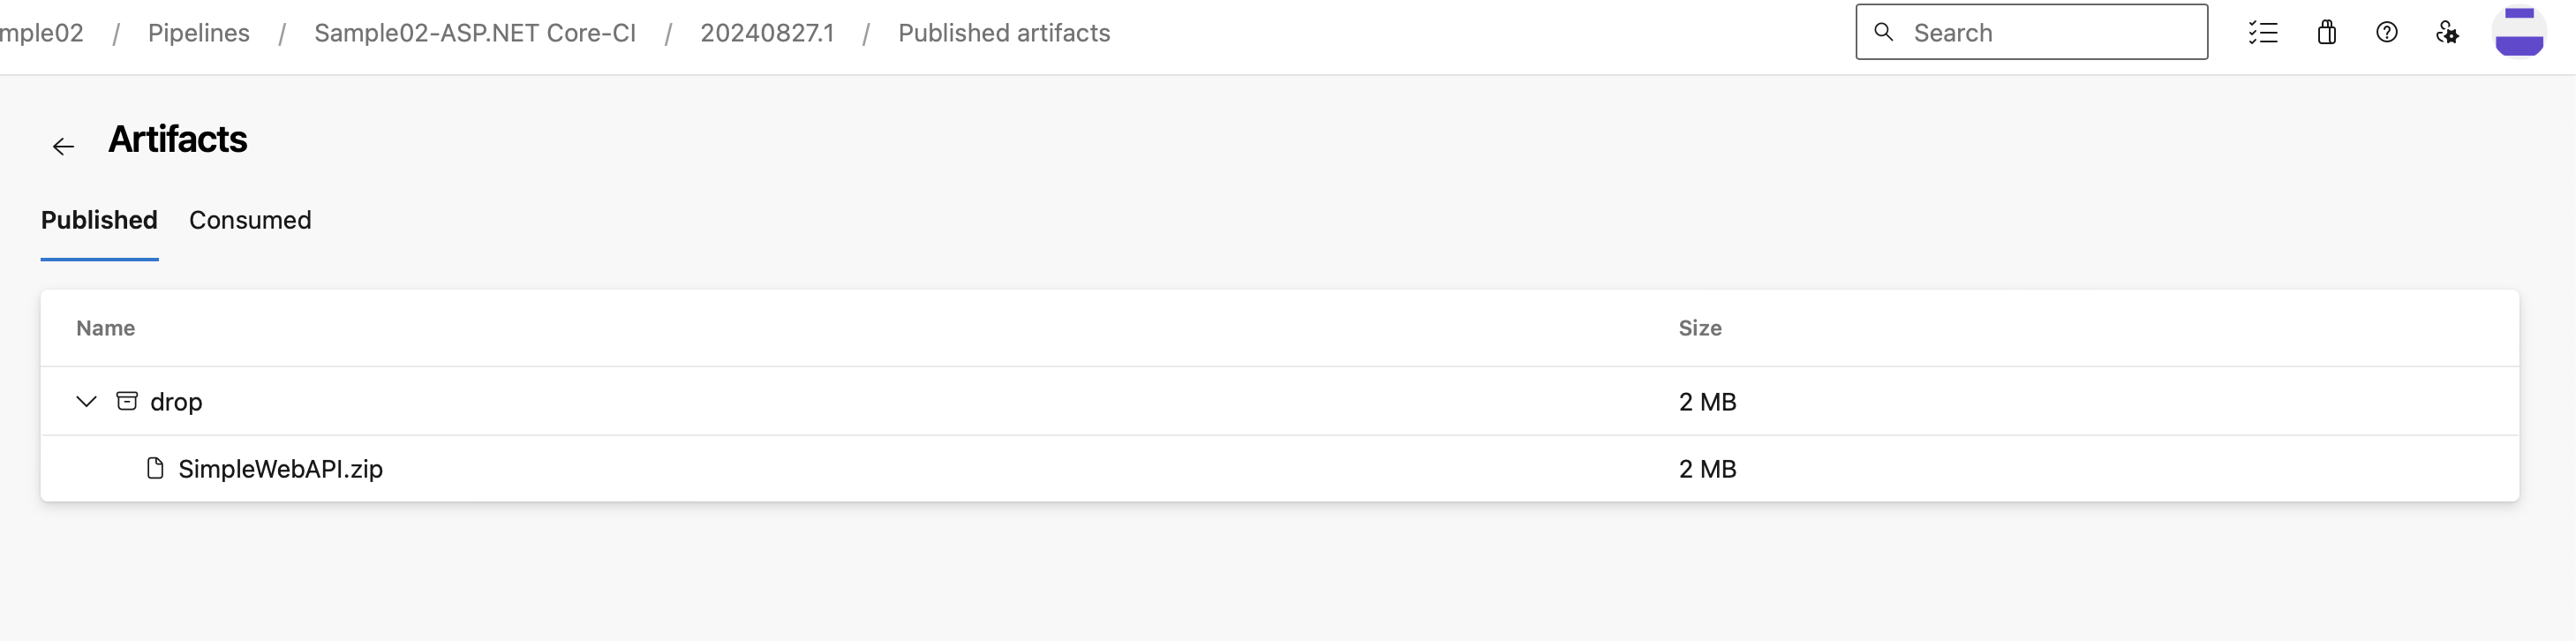 mple02 / Pipelines / Sample02-ASP.NET Core-CI / 20240827.1 / Published artifacts Search
Artifacts
Published Consumed
Name Size
drop 2 MB
SimpleWebAPI.zip 2 MB